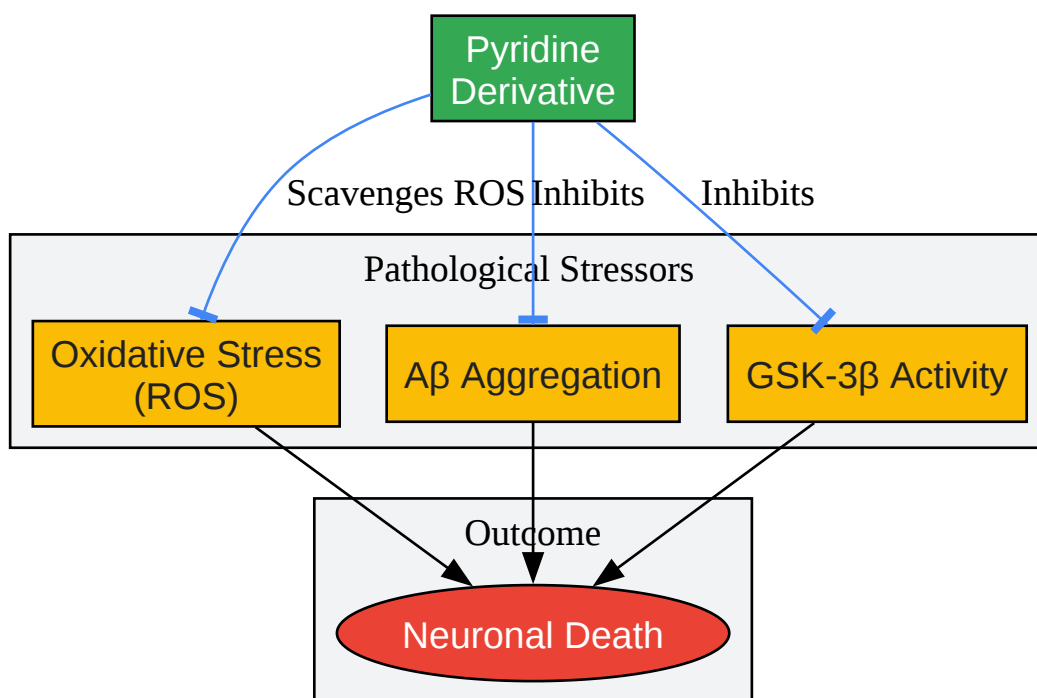 Pyridine
Derivative
Scavenges ROS
Inhibits
Inhibits
Pathological Stressors
Oxidative Stress
(ROS)
Aβ Aggregation
GSK-3β Activity
Outcome
Neuronal Death